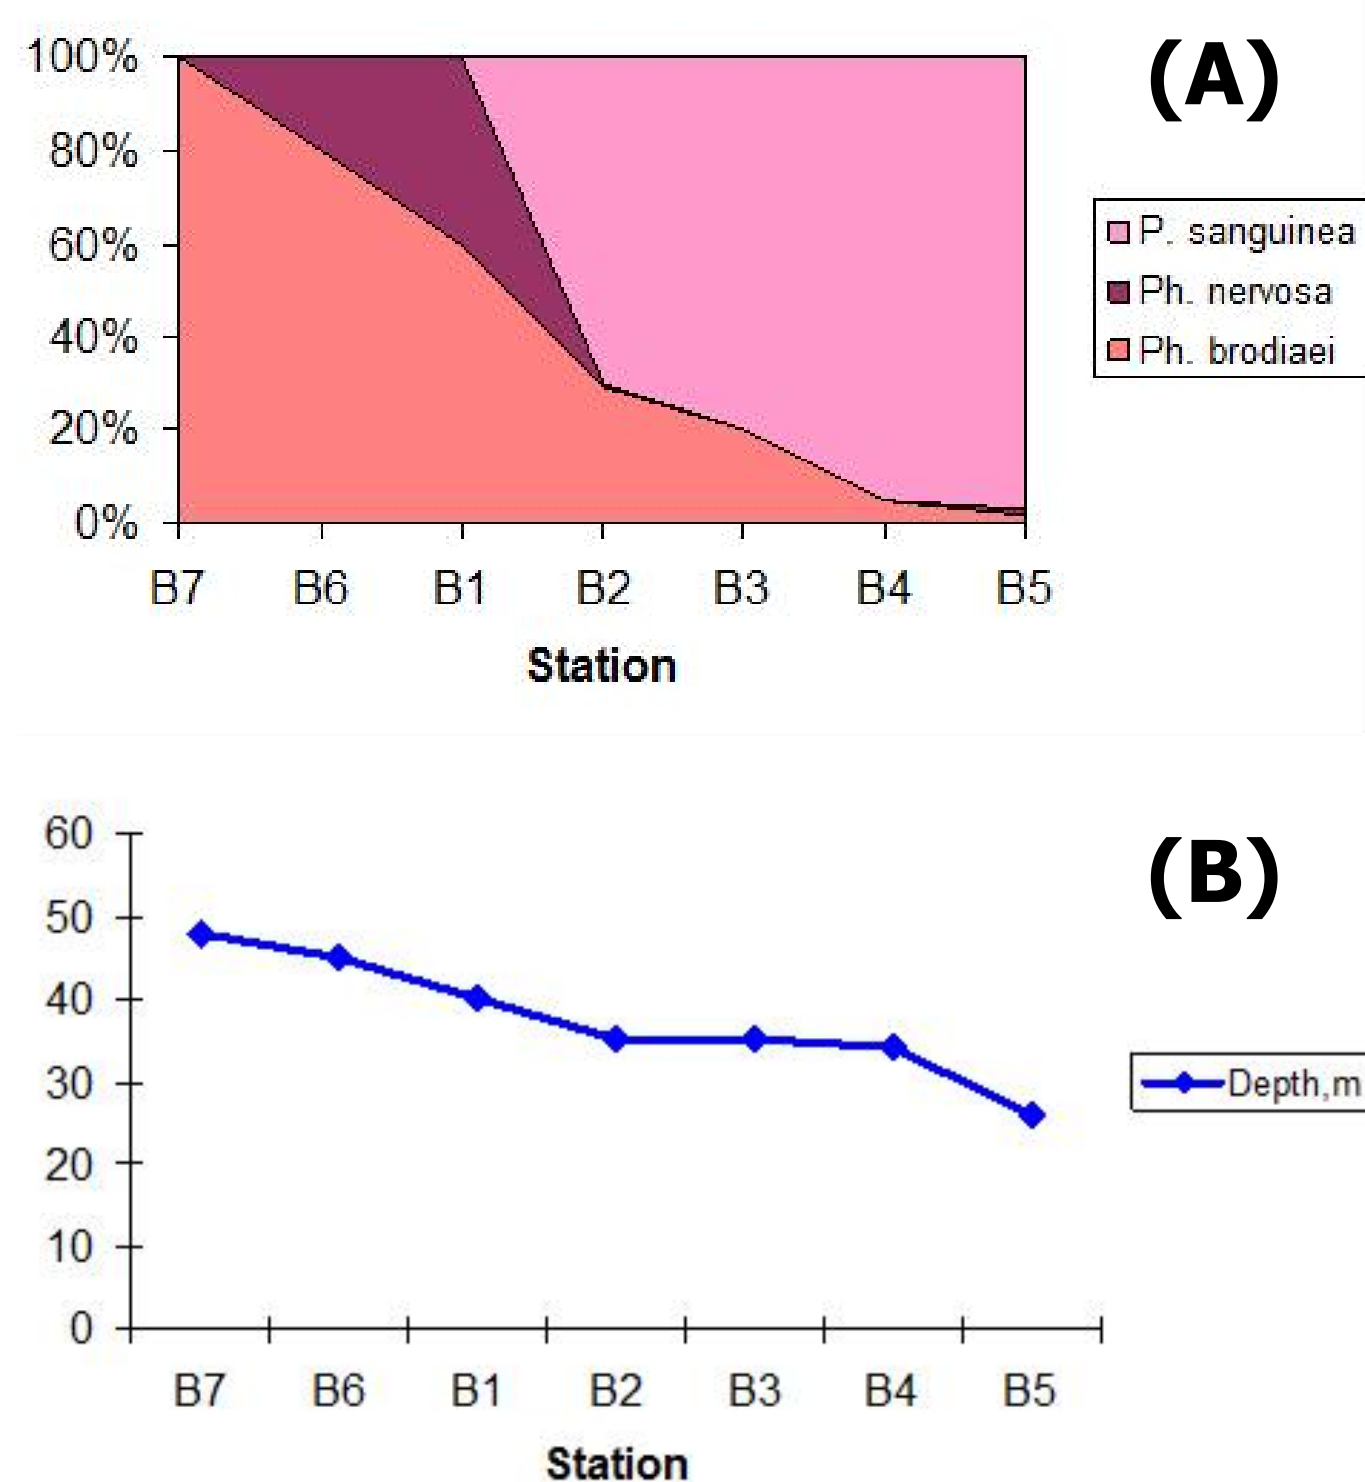 (A)
100%
80%
60%
40%
20%
0%
B7 B6 B1 B2 B3 B4 B5
Station
P. sanguinea
Ph. nervosa
Ph. brodiaei
(B)
60
50
40
30
20
10
0
B7 B6 B1 B2 B3 B4 B5
Station
Depth,m